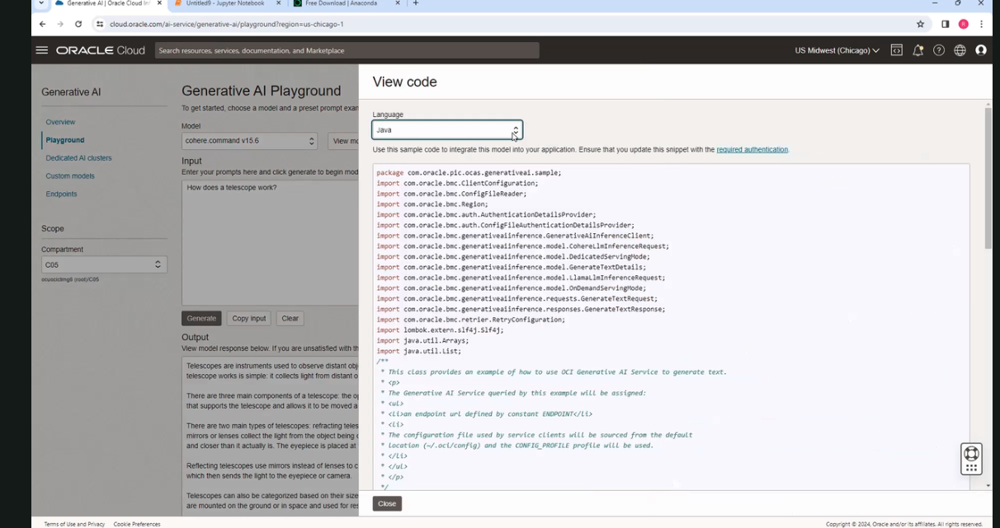 Generative AI | Oracle Cloud In
Untitled9 - Jupyter Notebook
Free Download | Anaconda
cloud.oracle.com/ai-service/generative-ai/playground?region=us-chicago-1
ORACLE Cloud
Search resources, services, documentation, and Marketplace
US Midwest (Chicago)
R
Generative AI
Overview
Playground
Dedicated AI clusters
Custom models
Endpoints
Scope
Compartment
C05
(root)/C05
Generative AI Playground
To get started, choose a model and a preset prompt exam
Model
cohere.command v15.6
View mo
Input
Enter your prompts here and click generate to begin mod
How does a telescope work?
Generate
Copy input
Clear
Output
View model response below. If you are unsatisfied with th
Telescopes are instruments used to observe distant obj
telescope works is simple: it collects light from distant o
There are three main components of a telescope: the op
that supports the telescope and allows it to be moved a
There are two main types of telescopes: refracting teles
mirrors or lenses collect the light from the object being o
and closer than it actually is. The eyepiece is placed at
Reflecting telescopes use mirrors instead of lenses to c
which then sends the light to the eyepiece or camera.
Telescopes can also be categorized based on their size
are mounted on the ground or in space and used for res
View code
Language
Java
Use this sample code to integrate this model into your application. Ensure that you update this snippet with the required authentication.
package com.oracle.pic.ocas.generativeai.sample;
import com.oracle.bmc.ClientConfiguration;
import com.oracle.bmc.ConfigFileReader;
import com.oracle.bmc.Region;
import com.oracle.bmc.auth.AuthenticationDetailsProvider;
import com.oracle.bmc.auth.ConfigFileAuthenticationDetailsProvider;
import com.oracle.bmc.generativeaiinference.GenerativeAiInferenceClient;
import com.oracle.bmc.generativeaiinference.model.CohereLlmInferenceRequest;
import com.oracle.bmc.generativeaiinference.model.DedicatedServingMode;
import com.oracle.bmc.generativeaiinference.model.GenerateTextDetails;
import com.oracle.bmc.generativeaiinference.model.LlamaLlmInferenceRequest;
import com.oracle.bmc.generativeaiinference.model.OnDemandServingMode;
import com.oracle.bmc.generativeaiinference.requests.GenerateTextRequest;
import com.oracle.bmc.generativeaiinference.responses.GenerateTextResponse;
import com.oracle.bmc.retrier.RetryConfiguration;
import lombok.extern.slf4j.Slf4j;
import java.util.Arrays;
import java.util.List;
/**
* This class provides an example of how to use OCI Generative AI Service to generate text.
* <p>
* The Generative AI Service queried by this example will be assigned:
* <ul>
* <li>an endpoint url defined by constant ENDPOINT</li>
* <li>
* The configuration file used by service clients will be sourced from the default
* location (~/.oci/config) and the CONFIG_PROFILE profile will be used.
* </li>
* </ul>
* </p>
*/
Close
Terms of Use and Privacy
Cookie Preferences
Copyright © 2024, Oracle and/or its affiliates. All rights reserved.